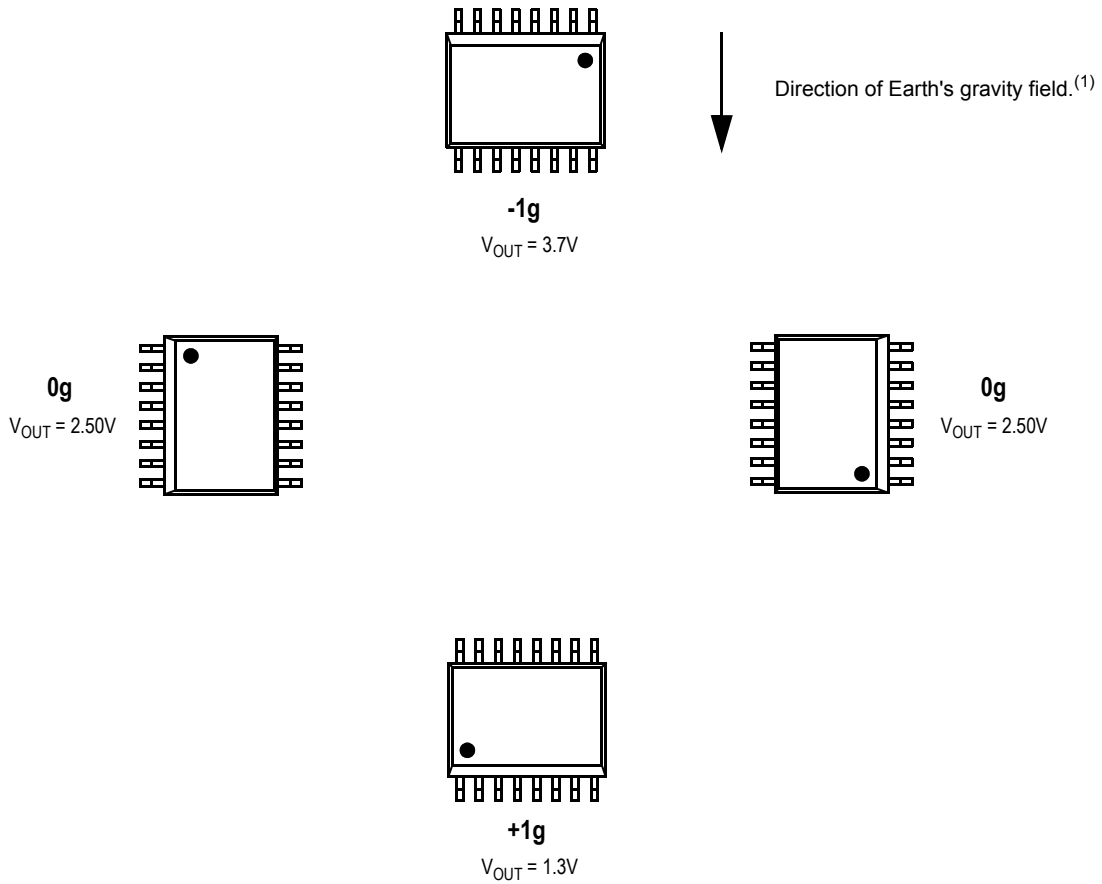 Direction of Earth's gravity field.(1)
-1g
VOUT = 3.7V
0g
VOUT = 2.50V
0g
VOUT = 2.50V
+1g
VOUT = 1.3V